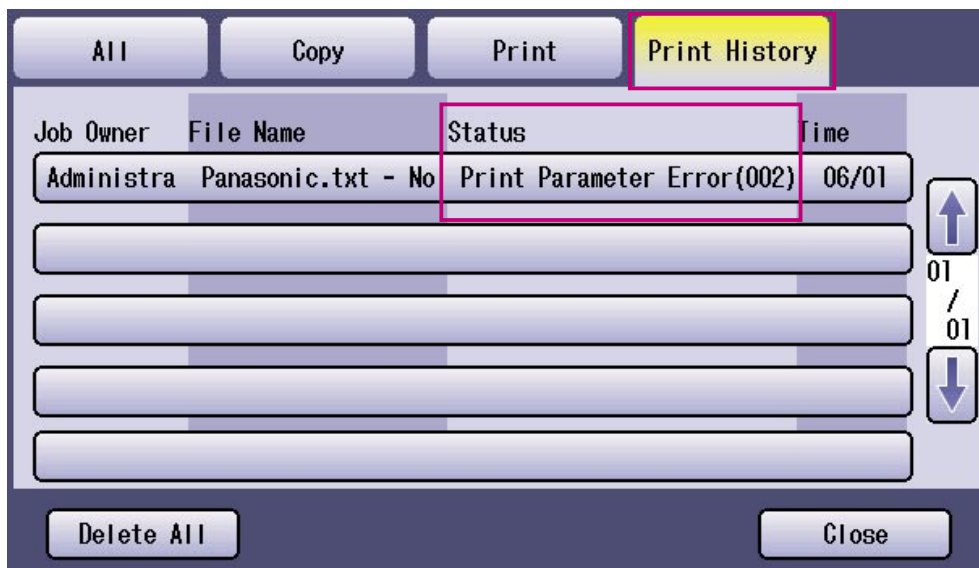 All Copy Print Print History
Job Owner File Name Status Time
Administra Panasonic.txt - No Print Parameter Error(002) 06/01
01
/
01
Delete All Close